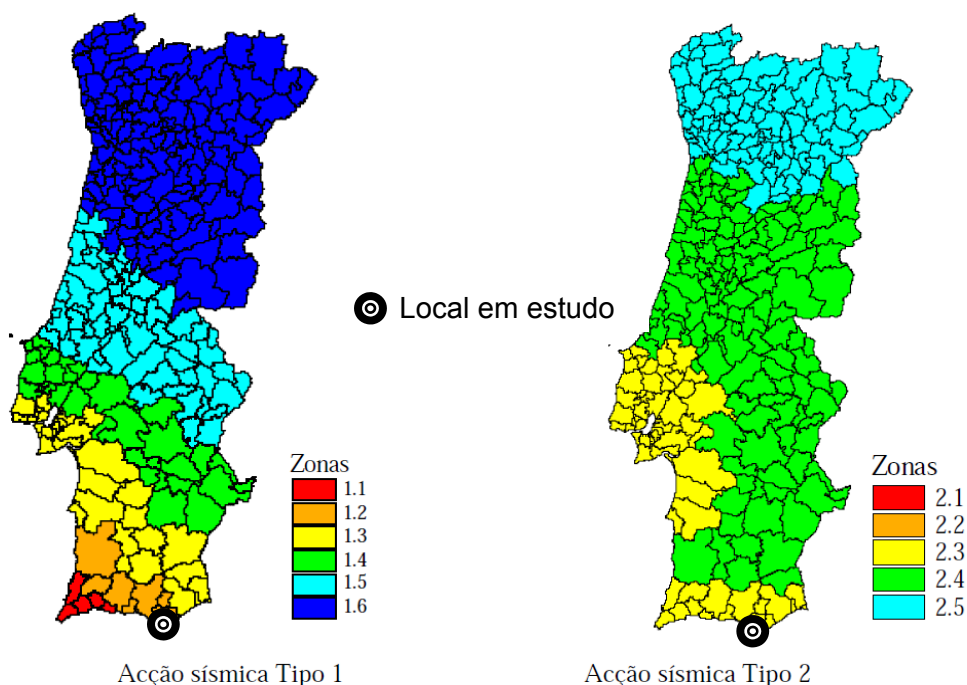 Local em estudo
Zonas
1.1
1.2
1.3
1.4
1.5
1.6
Zonas
2.1
2.2
2.3
2.4
2.5
Acção sísmica Tipo 1
Acção sísmica Tipo 2